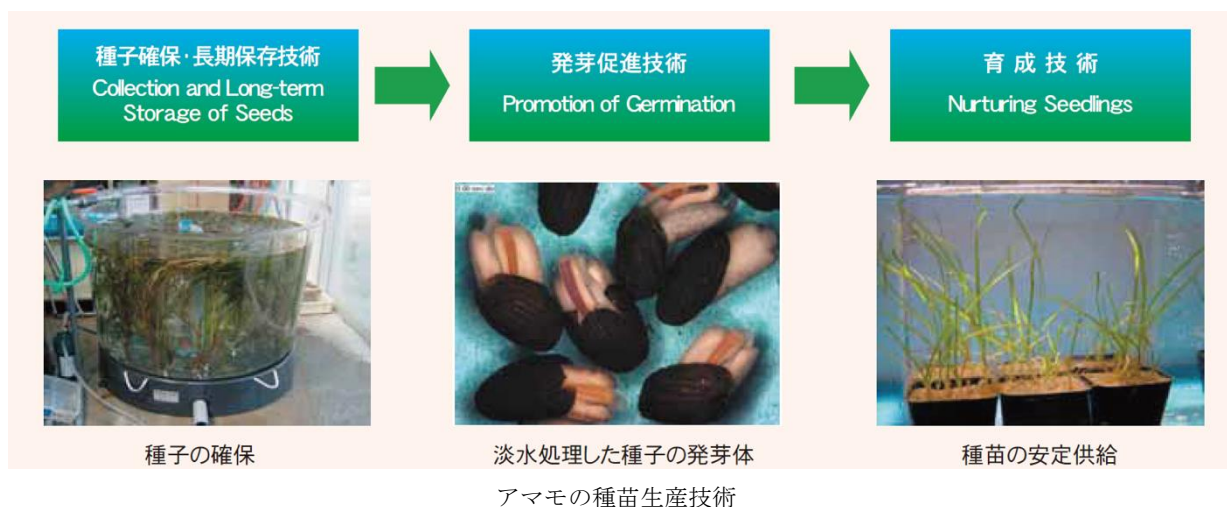 種子確保・長期保存技術
Collection and Long-term
Storage of Seeds
発芽促進技術
Promotion of Germination
育成技術
Nurturing Seedlings
種子の確保
淡水処理した種子の発芽体
種苗の安定供給
アマモの種苗生産技術